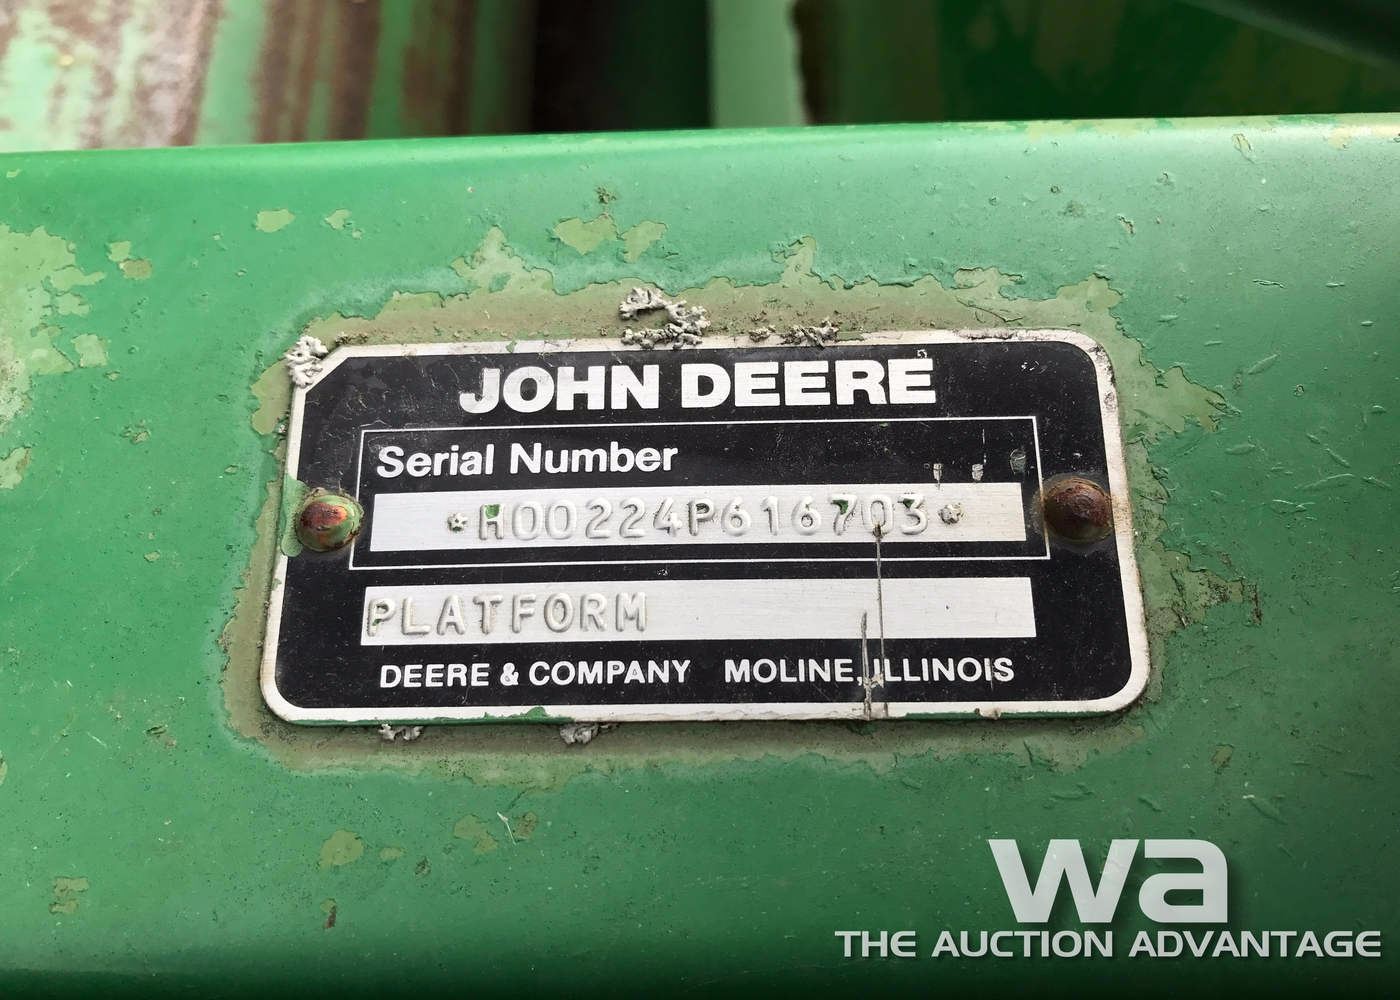 JOHN DEERE
Serial Number
*H00224P616703*
PLATFORM
DEERE & COMPANY MOLINE, ILLINOIS
wa
THE AUCTION ADVANTAGE